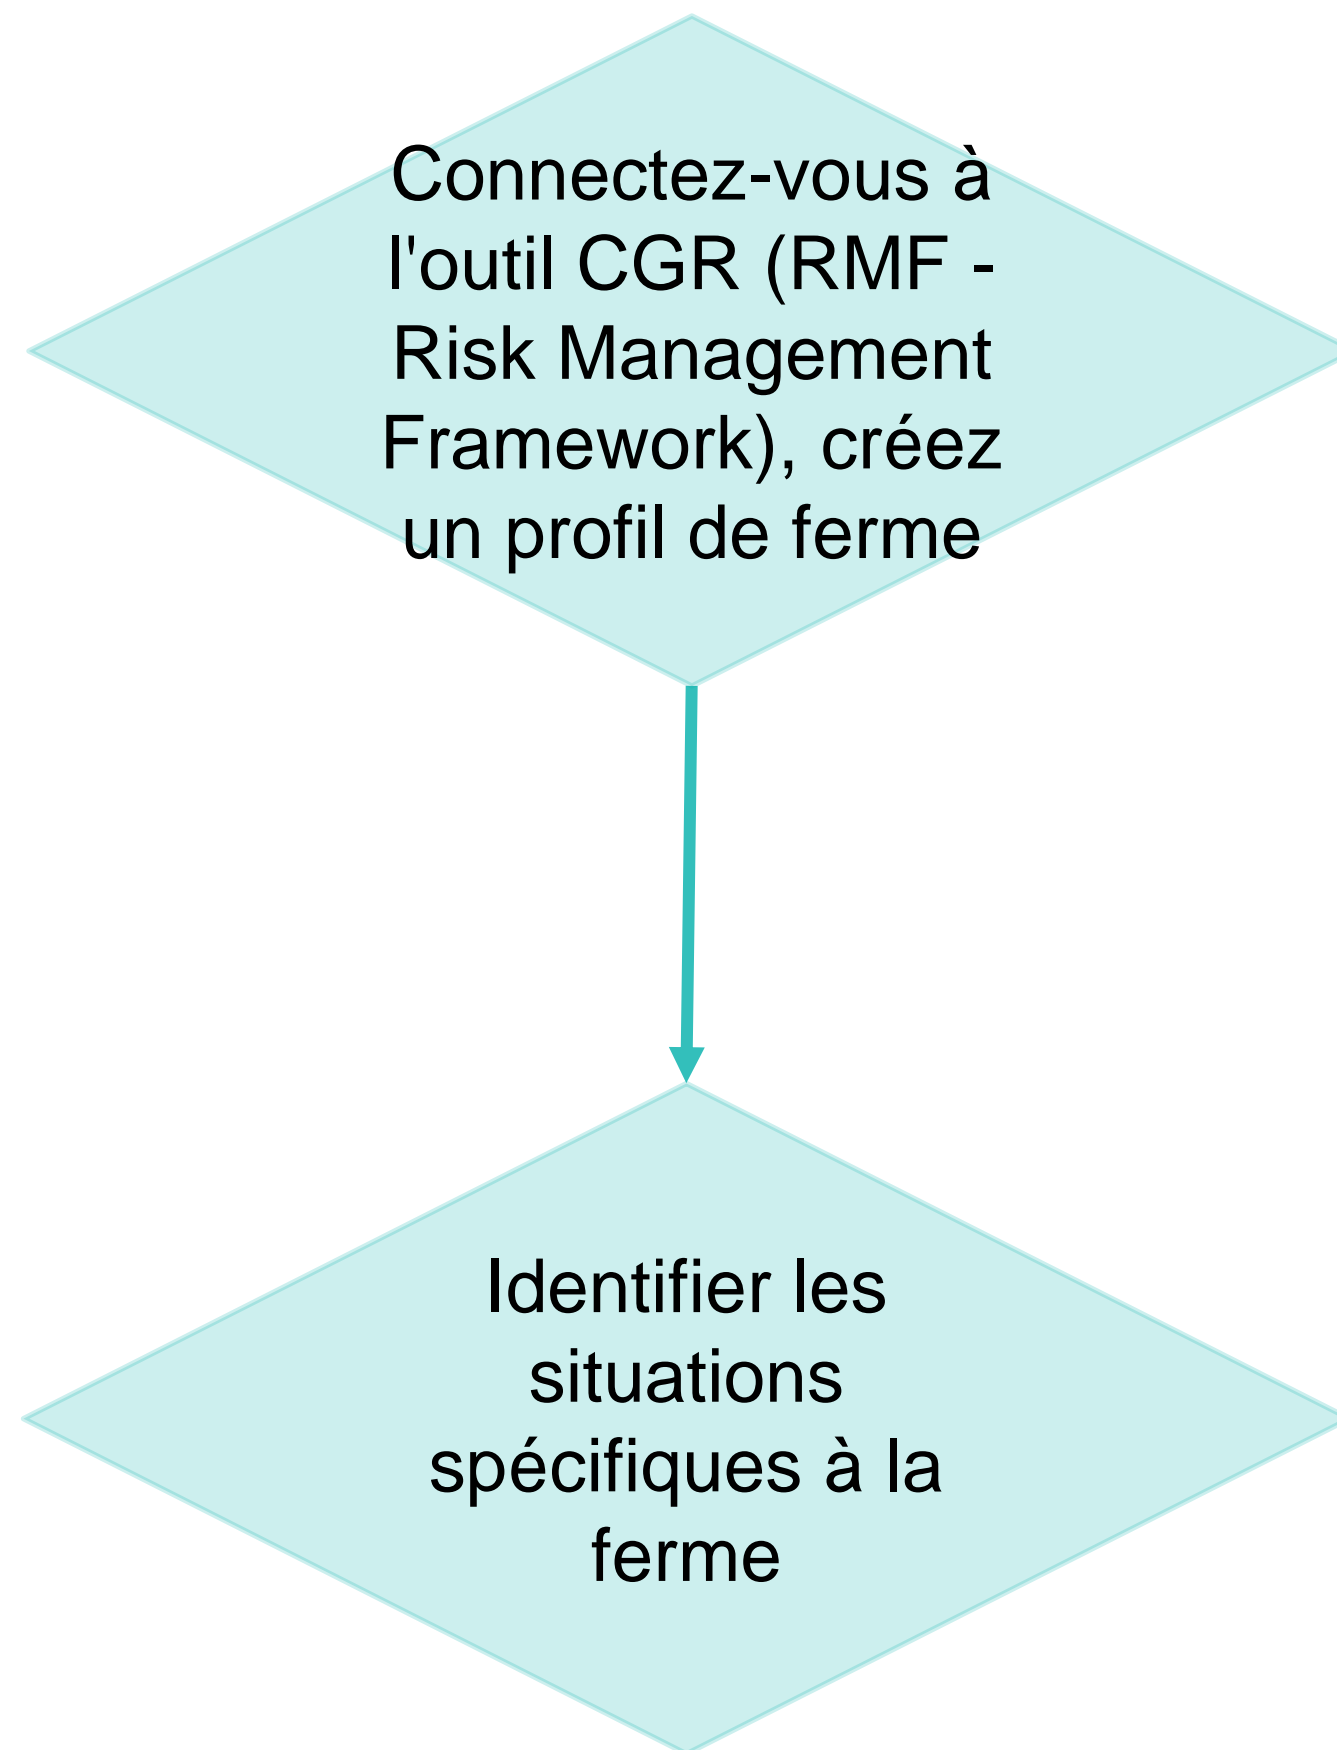 Connectez-vous à
l'outil CGR (RMF -
Risk Management
Framework), créez
un profil de ferme
Identifier les
situations
spécifiques à la
ferme